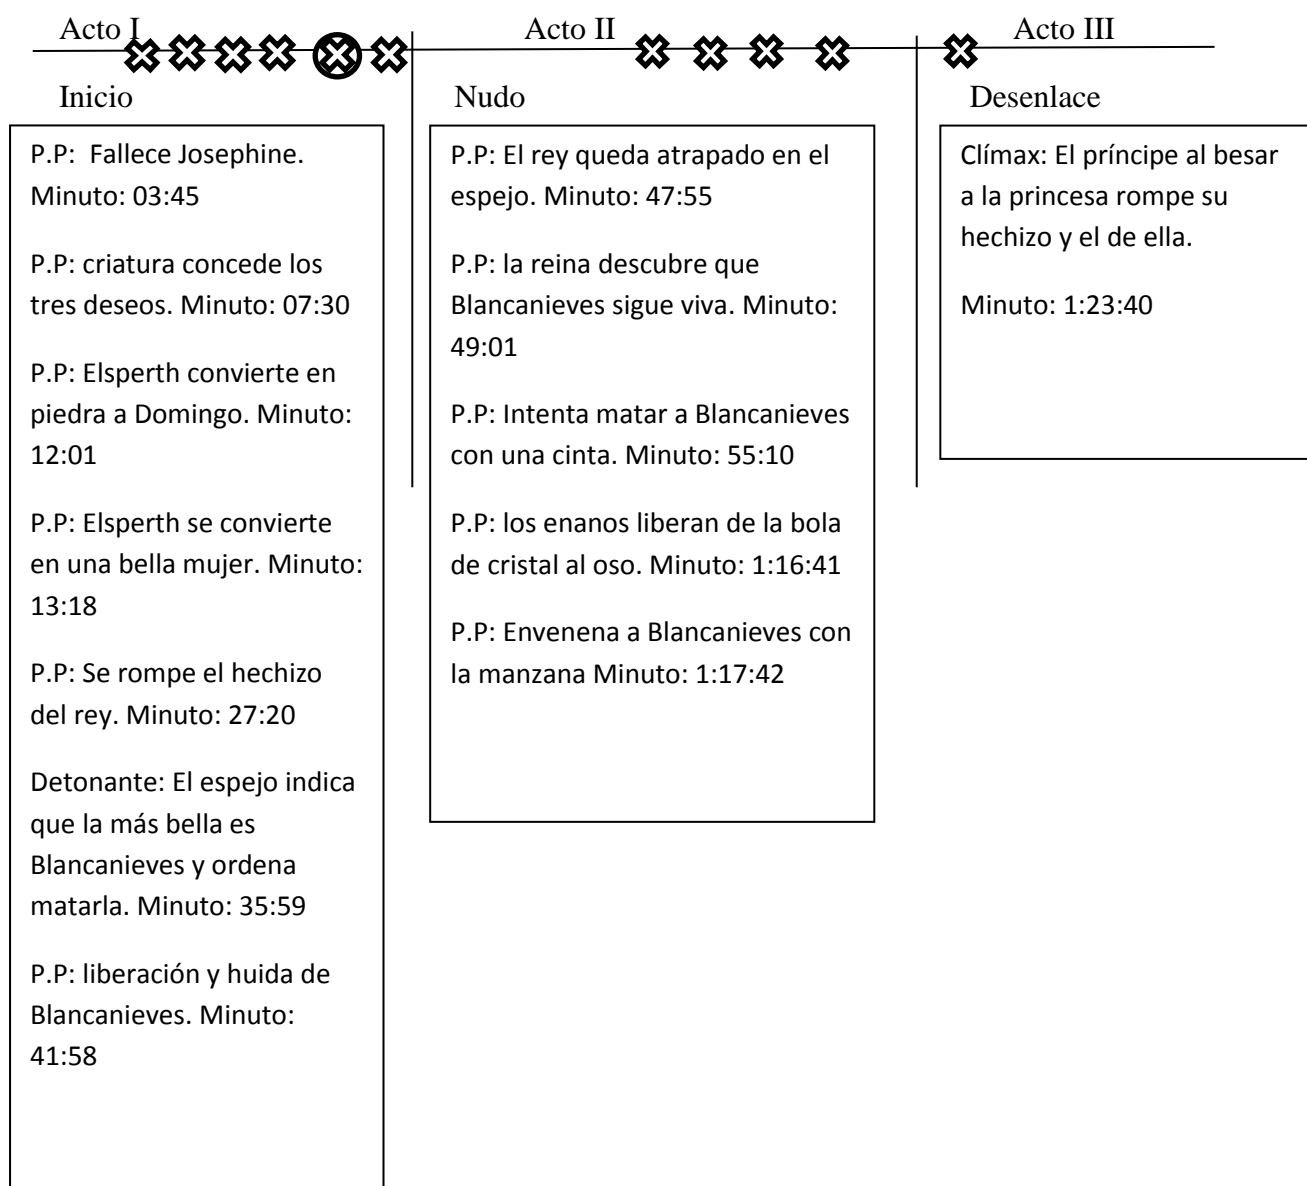 Acto I
Acto II
Acto III
Inicio
Nudo
Desenlace
P.P:  Fallece Josephine.
Minuto: 03:45
P.P: criatura concede los
tres deseos. Minuto: 07:30
P.P: Elsperth convierte en
piedra a Domingo. Minuto:
12:01
P.P: Elsperth se convierte
en una bella mujer. Minuto:
13:18
P.P: Se rompe el hechizo
del rey. Minuto: 27:20
Detonante: El espejo indica
que la más bella es
Blancanieves y ordena
matarla. Minuto: 35:59
P.P: liberación y huida de
Blancanieves. Minuto:
41:58
P.P: El rey queda atrapado en el
espejo. Minuto: 47:55
P.P: la reina descubre que
Blancanieves sigue viva. Minuto:
49:01
P.P: Intenta matar a Blancanieves
con una cinta. Minuto: 55:10
P.P: los enanos liberan de la bola
de cristal al oso. Minuto: 1:16:41
P.P: Envenena a Blancanieves con
la manzana Minuto: 1:17:42
Clímax: El príncipe al besar
a la princesa rompe su
hechizo y el de ella.
Minuto: 1:23:40